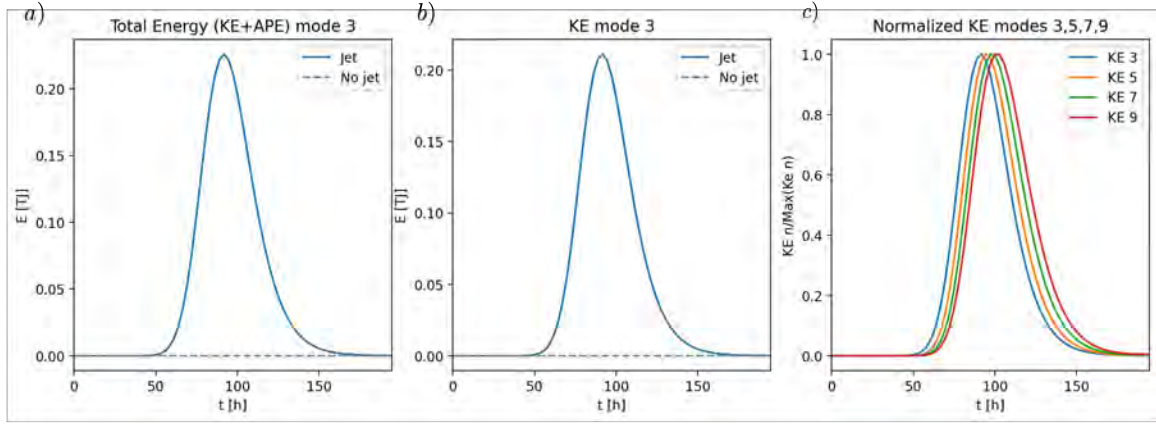 a)
Total Energy (KE+APE) mode 3
E [TJ]
0.20
0.15
0.10
0.05
0.00
0
50
100
150
t [h]
Jet
No jet
b)
KE mode 3
E [TJ]
0.20
0.15
0.10
0.05
0.00
0
50
100
150
t [h]
Jet
No jet
c)
Normalized KE modes 3,5,7,9
KE n/Max(Ke n)
1.0
0.8
0.6
0.4
0.2
0.0
0
50
100
150
t [h]
KE 3
KE 5
KE 7
KE 9